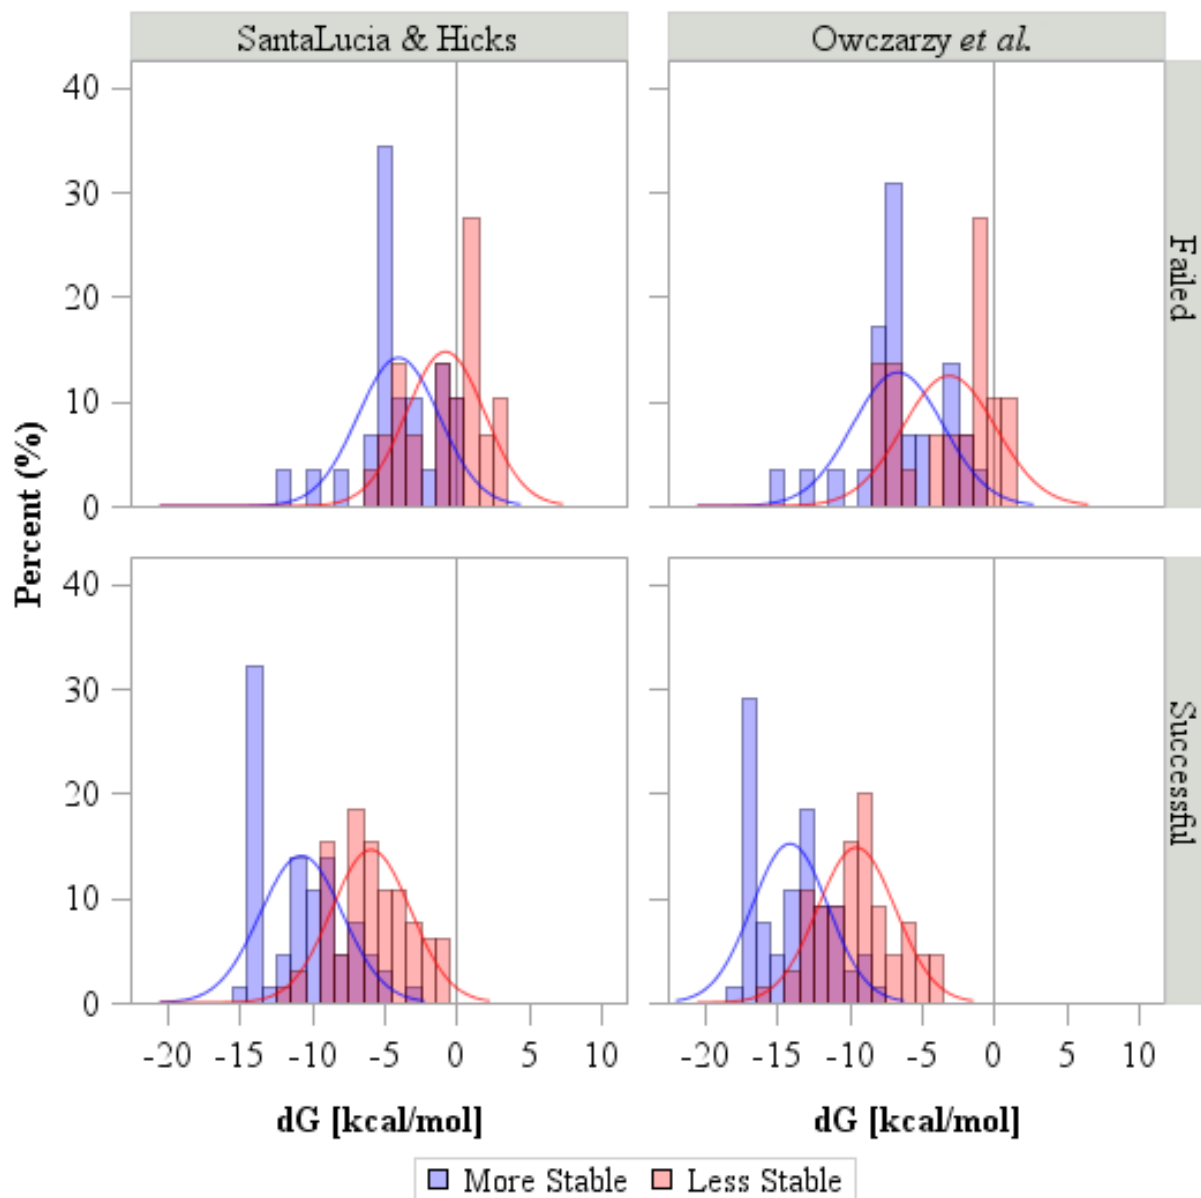 SantaLucia & Hicks
Owczarzy et al.
40
30
20
10
0
Failed
Percent (%)
40
30
20
10
0
Successful
-20 -15 -10 -5 0 5 10
-20 -15 -10 -5 0 5 10
dG [kcal/mol]
dG [kcal/mol]
More Stable
Less Stable